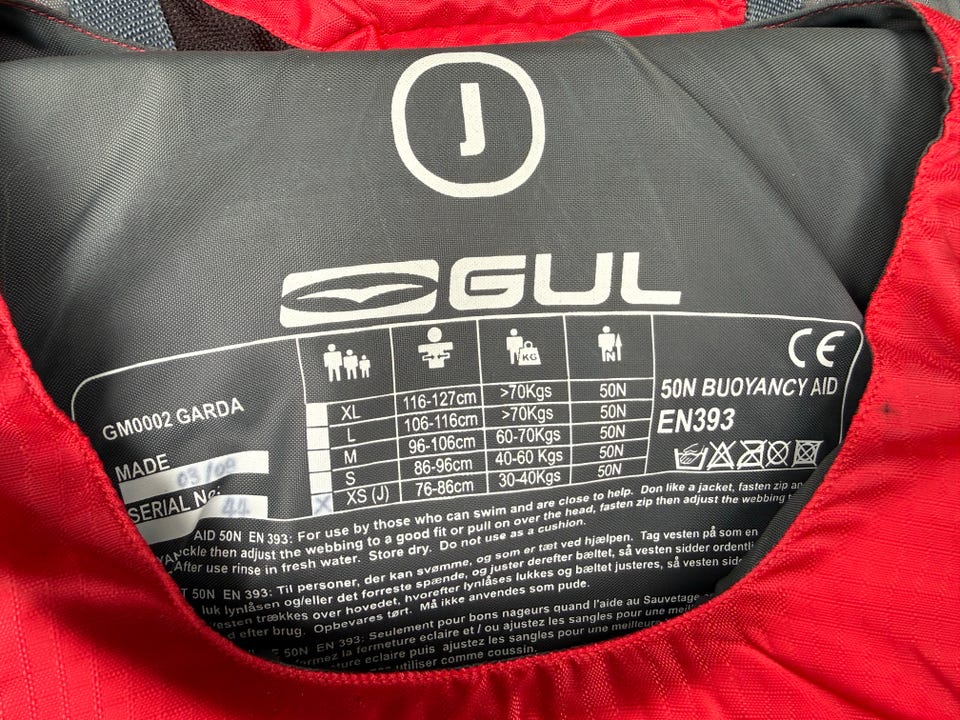 J
GUL
CE
GM0002 GARDA
MADE 03/09
SERIAL No: 44
KG
N
XL 116-127cm >70Kgs 50N
L 106-116cm >70Kgs 50N
M 96-106cm 60-70Kgs 50N
S 86-96cm 40-60 Kgs 50N
X XS (J) 76-86cm 30-40Kgs 50N
50N BUOYANCY AID
EN393
AID 50N EN 393: For use by those who can swim and are close to help. Don like a jacket, fasten zip an
ckle then adjust the webbing to a good fit or pull on over the head, fasten zip then adjust the webbing
After use rinse in fresh water. Store dry. Do not use as a cushion.
50N EN 393: Til personer, der kan svømme, og som er tæt ved hjælpen. Tag vesten på som en
luk lynlåsen og/eller det forreste spænde, og juster derefter bæltet, så vesten sidder ordentli
vesten trækkes over hovedet, hvorefter lynlåses lukkes og bæltet justeres, så vesten sidde
d efter brug. Opbevares tørt. Må ikke anvendes som pude.
50N EN 393: Seulement pour bons nageurs quand l'aide au Sauvetage
ermez la fermeture eclaire et / ou ajustez les sangles pour une meil
fermeture eclaire puis ajustez les sangles pour une meilleure
utiliser comme coussin.